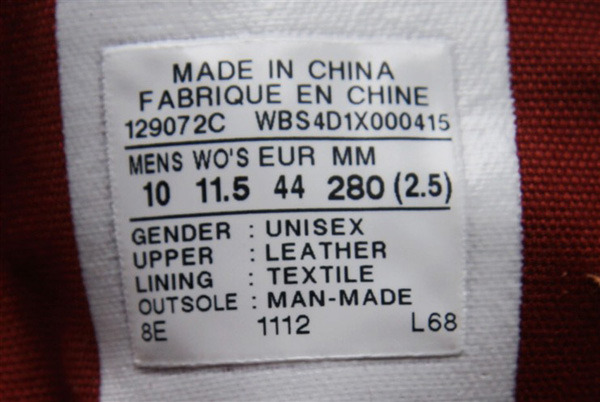 MADE IN CHINA
FABRIQUE EN CHINE
129072C WBS4D1X000415
MENS WO'S EUR MM
10 11.5 44 280 (2.5)
GENDER : UNISEX
UPPER : LEATHER
LINING : TEXTILE
OUTSOLE : MAN-MADE
8E 1112 L68